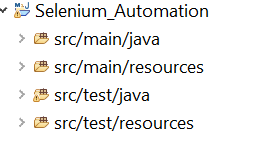 Selenium_Automation
src/main/java
src/main/resources
src/test/java
src/test/resources